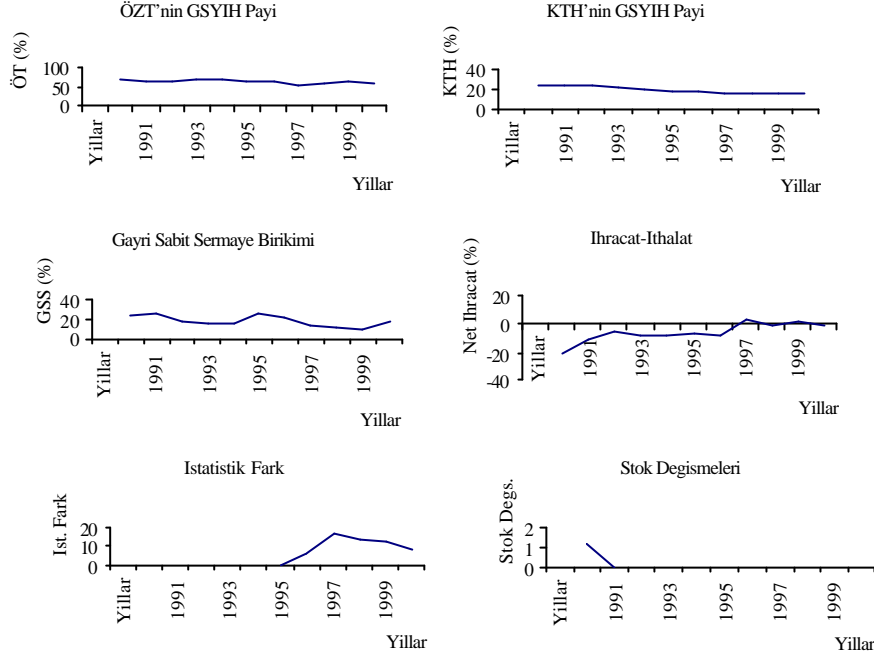 ÖZT'nin GSYIH Payi
ÖT (%)
100
50
0
Yillar
1991
1993
1995
1997
1999
Yillar
KTH'nin GSYIH Payi
KTH (%)
40
20
0
Yillar
1991
1993
1995
1997
1999
Yillar
Gayri Sabit Sermaye Birikimi
GSS (%)
40
20
0
Yillar
1991
1993
1995
1997
1999
Yillar
Ihracat-Ithalat
Net Ihracat (%)
20
0
-20
-40
Yillar
1991
1993
1995
1997
1999
Yillar
Istatistik Fark
Ist. Fark
20
10
0
Yillar
1991
1993
1995
1997
1999
Yillar
Stok Degismeleri
Stok Degs.
2
1
0
Yillar
1991
1993
1995
1997
1999
Yillar